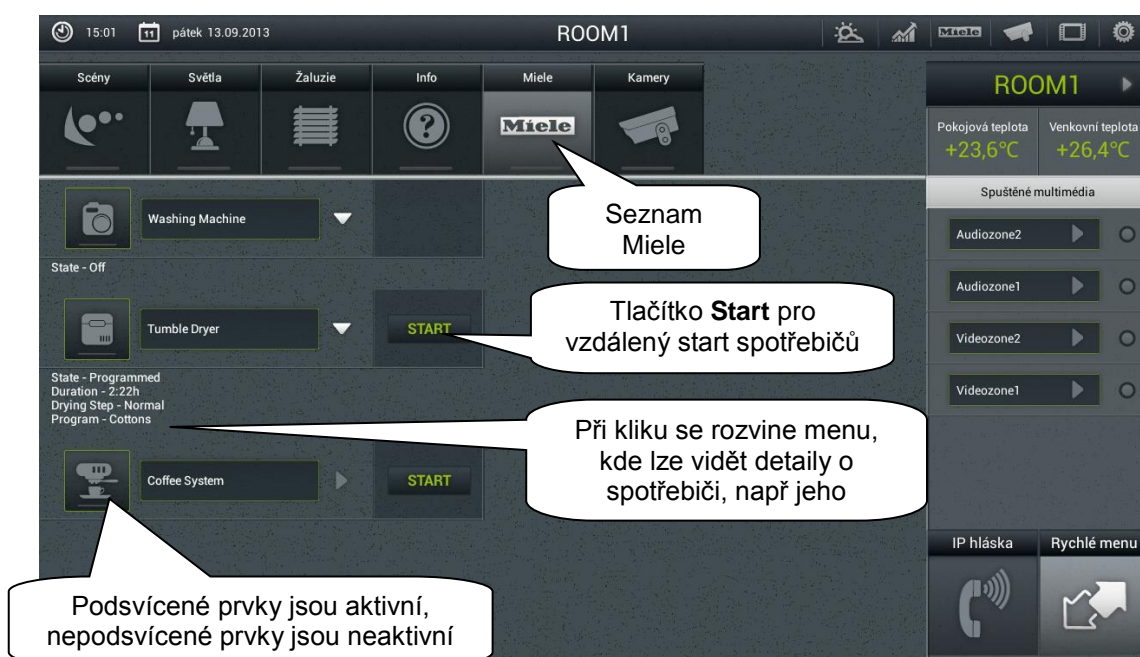 15:01 11 pátek 13.09.2013 ROOM1 Miele
Scény Světla Žaluzie Info Miele Kamery
Miele
ROOM1
Pokojová teplota Venkovní teplota
+23,6°C +26,4°C
Spuštěné multimédia
Audiozone2
Audiozone1
Videozone2
Videozone1
Seznam
Miele
Washing Machine
State - Off
Tumble Dryer START
Tlačítko Start pro
vzdálený start spotřebičů
State - Programmed
Duration - 2:22h
Drying Step - Normal
Program - Cottons
Při kliku se rozvine menu,
kde lze vidět detaily o
spotřebiči, např jeho
Coffee System START
Podsvícené prvky jsou aktivní,
nepodsvícené prvky jsou neaktivní
IP hláska Rychlé menu